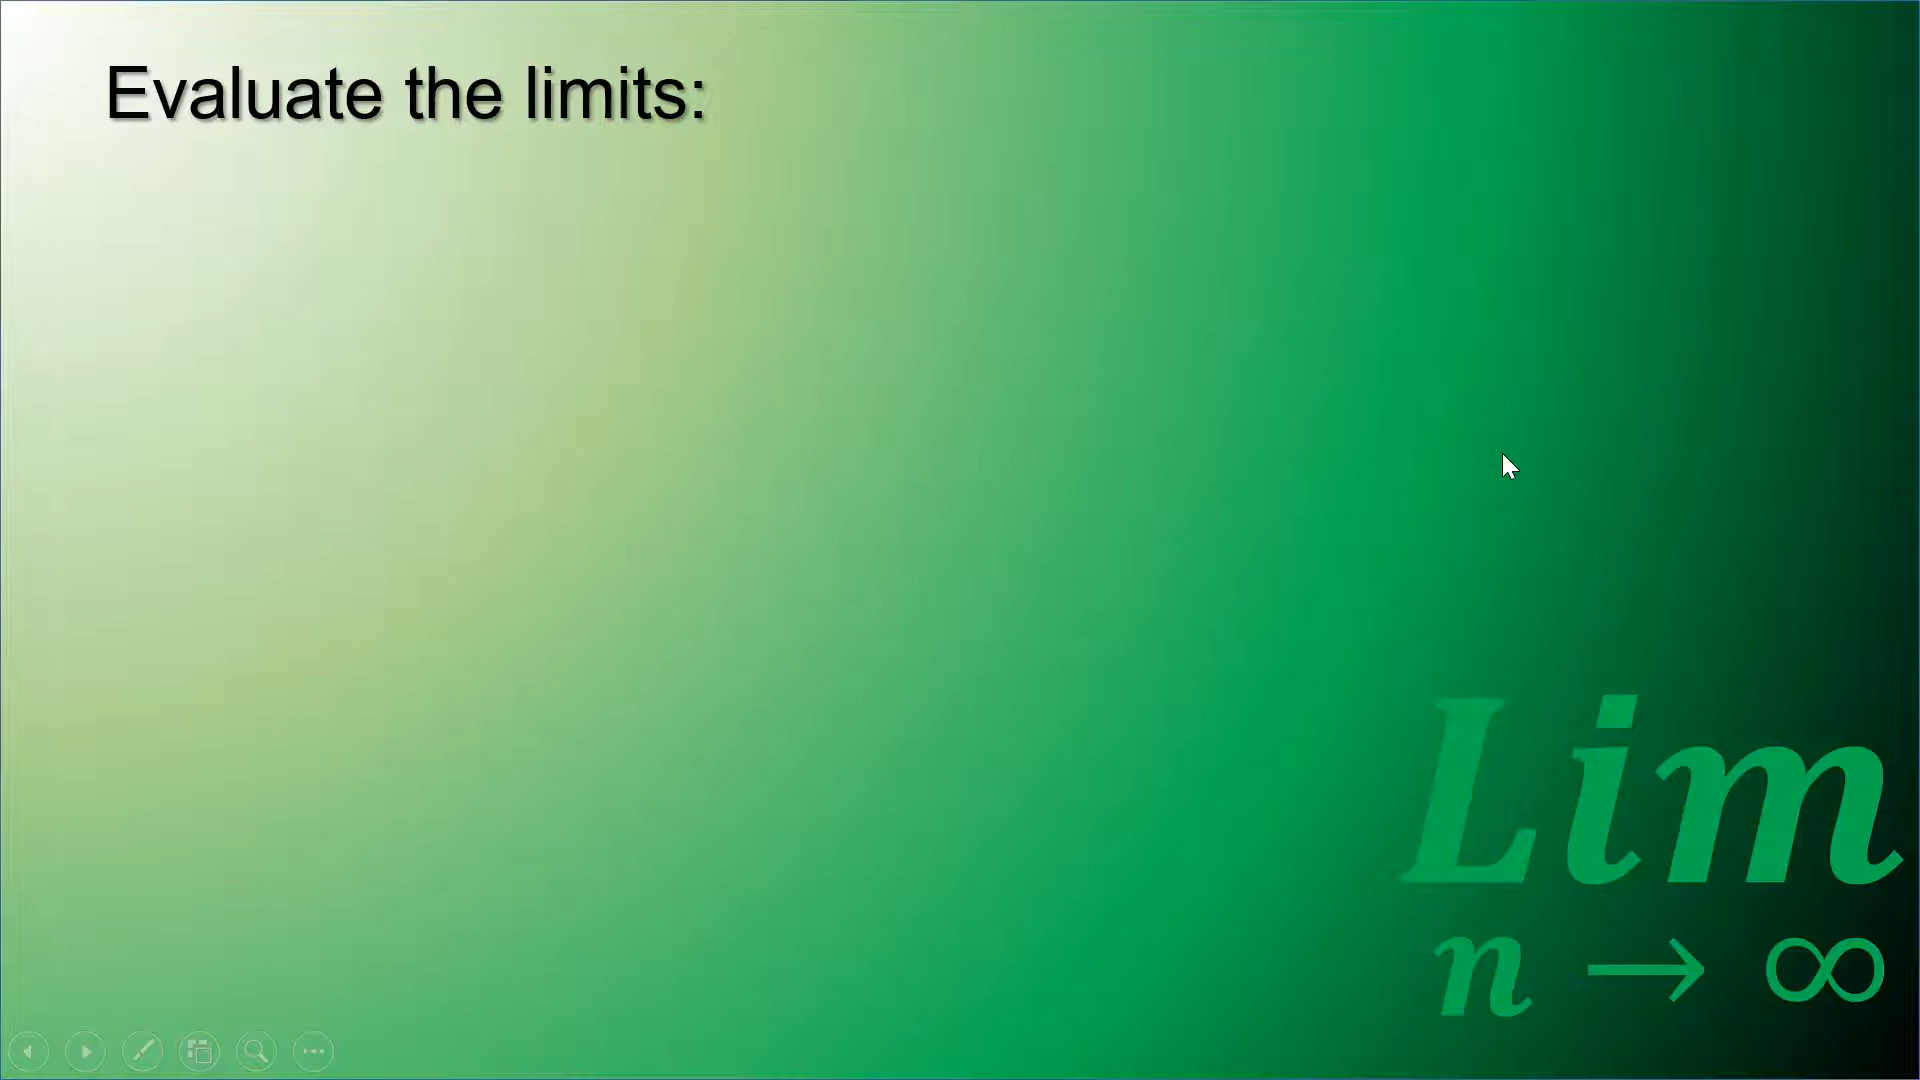 Evaluate the limits:
Lim
n → ∞